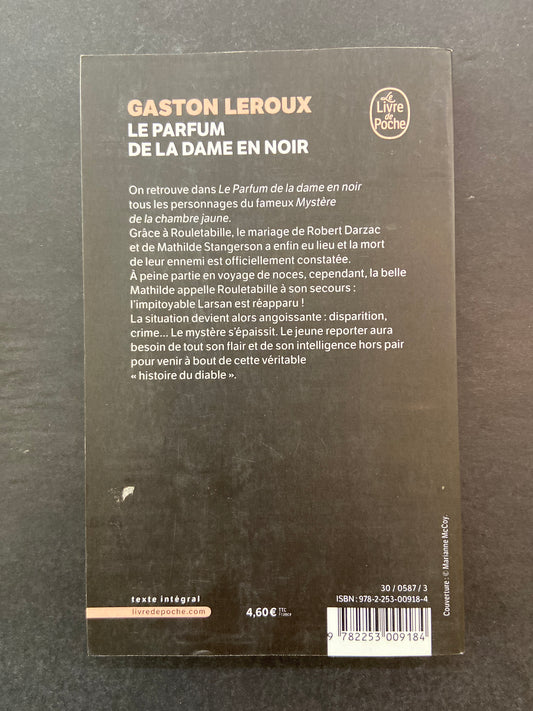 GASTON LEROUX
LE PARFUM
DE LA DAME EN NOIR
Le
Livre
de
Poche
On retrouve dans Le Parfum de la dame en noir
tous les personnages du fameux Mystère
de la chambre jaune.
Grâce à Rouletabille, le mariage de Robert Darzac
et de Mathilde Stangerson a enfin eu lieu et la mort
de leur ennemi est officiellement constatée.
À peine partie en voyage de noces, cependant, la belle
Mathilde appelle Rouletabille à son secours :
l'impitoyable Larsan est réapparu !
La situation devient alors angoissante : disparition,
crime... Le mystère s'épaissit. Le jeune reporter aura
besoin de tout son flair et de son intelligence hors pair
pour venir à bout de cette véritable
« histoire du diable ».
Couverture : © Marianne McCoy.
texte intégral
livredepoche.com
4,60 € TTC
30 / 0587 / 3
ISBN : 978-2-253-00918-4
9 782253 009184